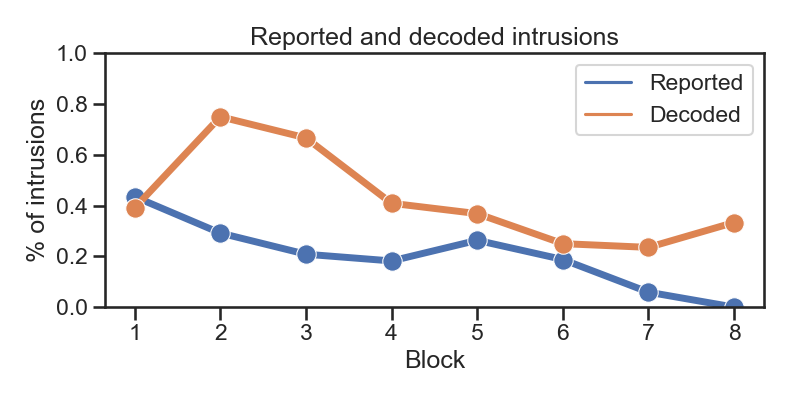 Reported and decoded intrusions
1.0
0.8
0.6
0.4
0.2
0.0
% of intrusions
Reported
Decoded
1 2 3 4 5 6 7 8
Block